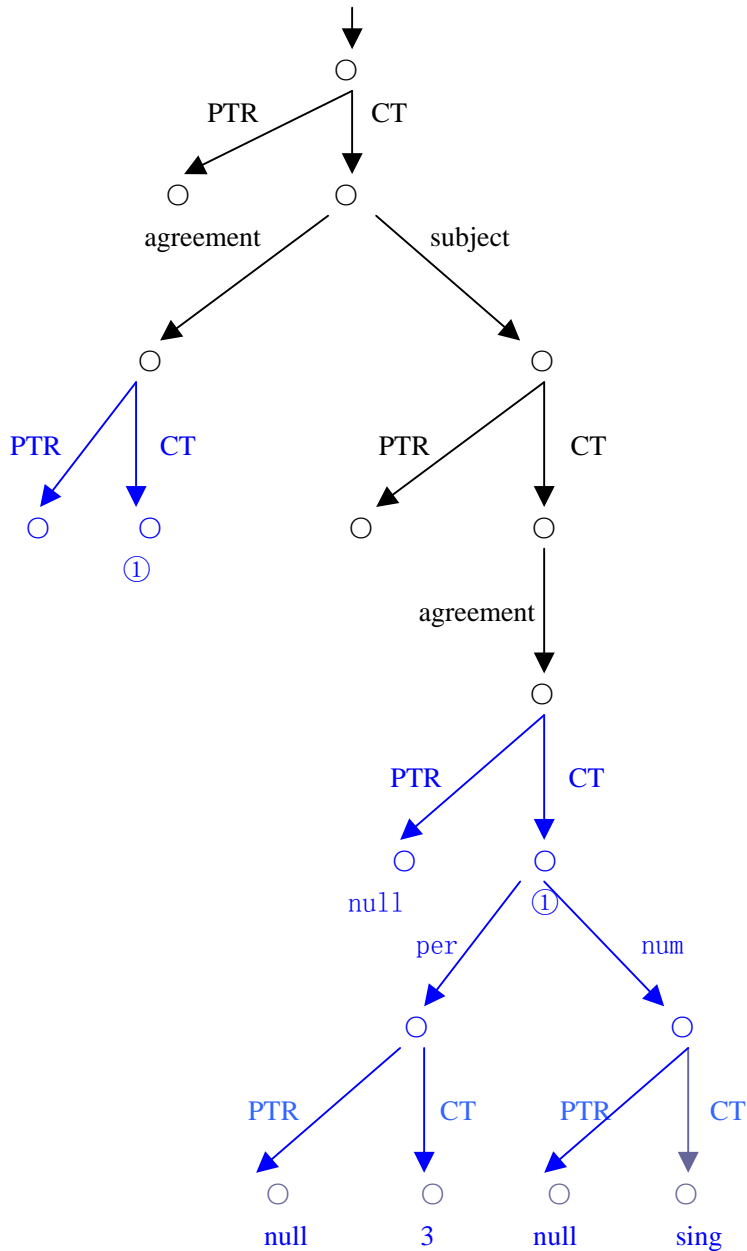 PTR CT
agreement subject
PTR CT PTR CT
①
agreement
PTR CT
null ①
per num
PTR CT PTR CT
null 3 null sing